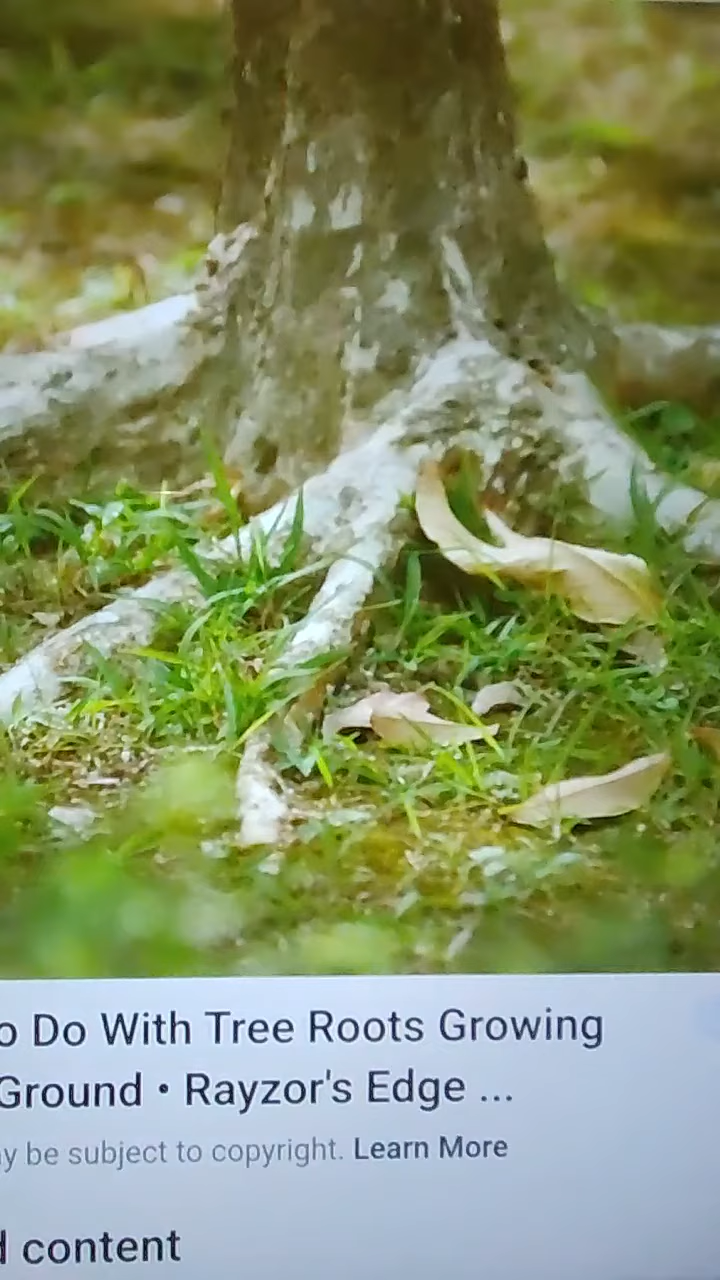 o Do With Tree Roots Growing
Ground • Rayzor's Edge ...
y be subject to copyright. Learn More
content